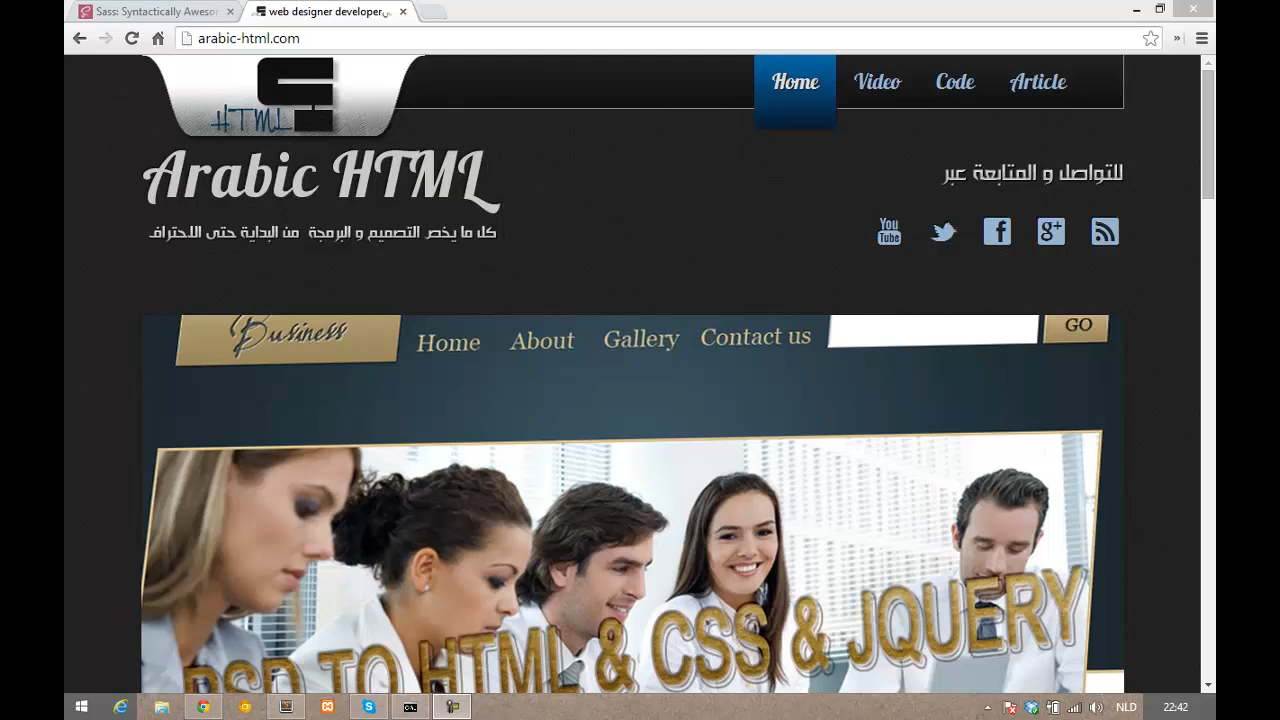 Sass: Syntactically Awesor
web designer developer
arabic-html.com
HTML
Home Video Code Article
Arabic HTML
كل ما يخص التصميم و البرمجة من البداية حتى الاحتراف
للتواصل و المتابعة عبر
You Tube
g+
Business
Home About Gallery Contact us
GO
PSD TO HTML & CSS & JQUERY
NLD
22:42